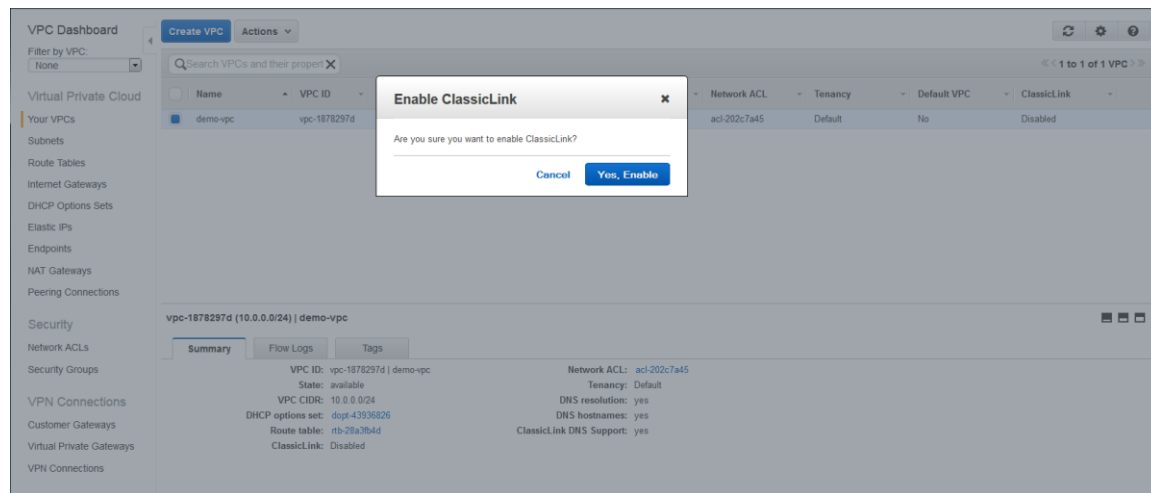 VPC Dashboard
Filter by VPC:
None
Virtual Private Cloud
Your VPCs
Subnets
Route Tables
Internet Gateways
DHCP Options Sets
Elastic IPs
Endpoints
NAT Gateways
Peering Connections
Security
Network ACLs
Security Groups
VPN Connections
Customer Gateways
Virtual Private Gateways
VPN Connections
Create VPC Actions
Search VPCs and their propert X
1 to 1 of 1 VPC
Name VPC ID Network ACL Tenancy Default VPC ClassicLink
demo-vpc vpc-1878297d acl-202c7a45 Default No Disabled
Enable ClassicLink
Are you sure you want to enable ClassicLink?
Cancel Yes, Enable
vpc-1878297d (10.0.0.0/24) | demo-vpc
Summary Flow Logs Tags
VPC ID: vpc-1878297d | demo-vpc Network ACL: acl-202c7a45
State: available Tenancy: Default
VPC CIDR: 10.0.0.0/24 DNS resolution: yes
DHCP options set: dopt-43936826 DNS hostnames: yes
Route table: rtb-28a3fb4d ClassicLink DNS Support: yes
ClassicLink: Disabled